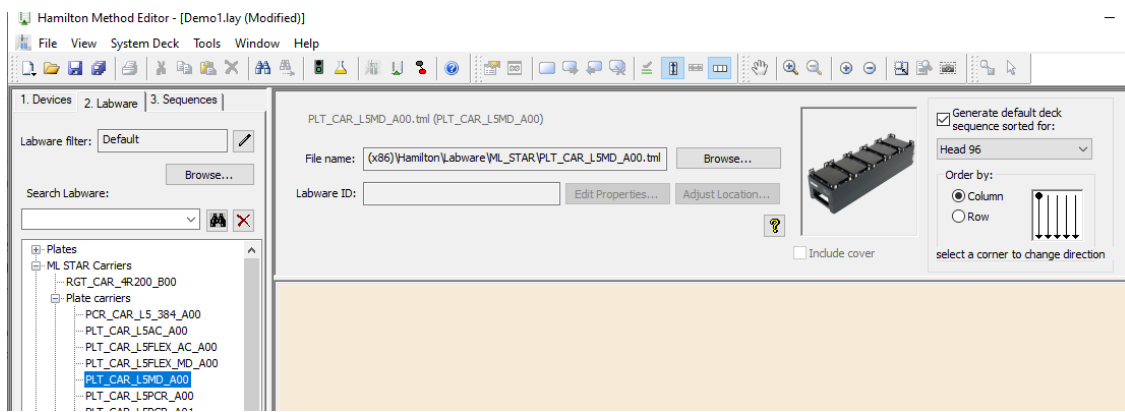 Hamilton Method Editor - [Demo1.lay (Modified)]
File View System Deck Tools Window Help
1. Devices 2. Labware 3. Sequences
Labware filter: Default
Browse...
Search Labware:
Plates
ML STAR Carriers
RGT_CAR_4R200_B00
Plate carriers
PCR_CAR_L5_384_A00
PLT_CAR_L5AC_A00
PLT_CAR_L5FLEX_AC_A00
PLT_CAR_L5FLEX_MD_A00
PLT_CAR_L5MD_A00
PLT_CAR_L5PCR_A00
PLT_CAR_L5PCR_A01
PLT_CAR_L5MD_A00.tml (PLT_CAR_L5MD_A00)
File name: (x86)\Hamilton\Labware\ML_STAR\PLT_CAR_L5MD_A00.tml Browse...
Labware ID: Edit Properties... Adjust Location...
Include cover
Generate default deck
sequence sorted for:
Head 96
Order by:
Column
Row
select a corner to change direction